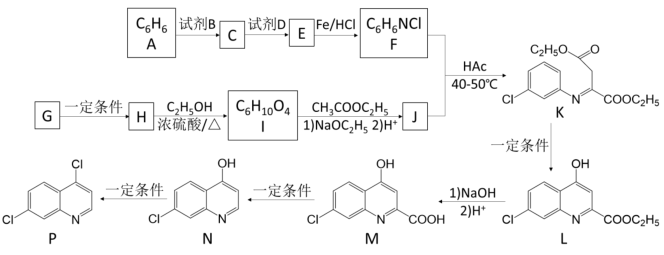 C₆H₆ A 试剂B C 试剂D E Fe/HCl C₆H₆NCl F
HAc
40-50℃
C₂H₅O O Cl N COOC₂H₅ K
G 一定条件 H C₂H₅OH 浓硫酸/△ C₆H₁₀O₄ I CH₃COOC₂H₅ 1)NaOC₂H₅ 2)H⁺ J
一定条件
Cl Cl N P
一定条件
OH Cl N N
一定条件
OH Cl N COOH M
1)NaOH
2)H⁺
OH Cl N COOC₂H₅ L